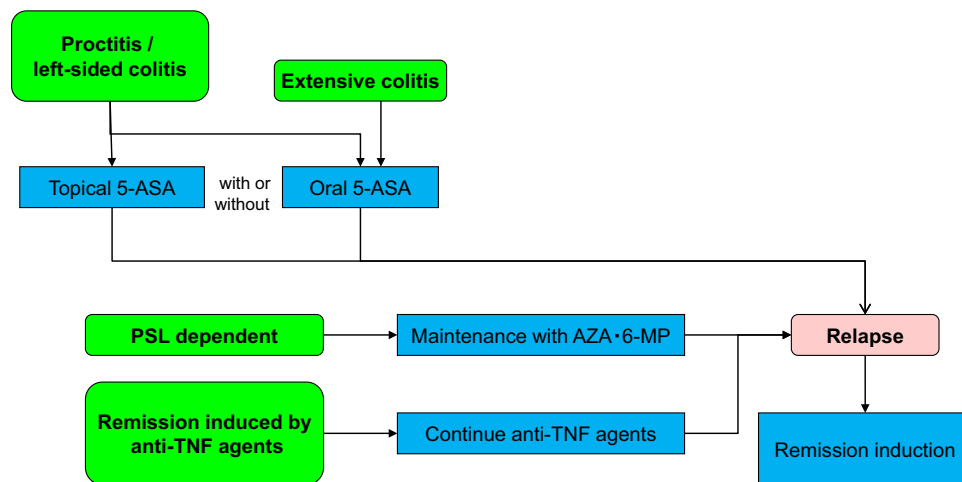 Proctitis /
left-sided colitis
Extensive colitis
Topical 5-ASA
with or
without
Oral 5-ASA
PSL dependent
Maintenance with AZA・6-MP
Relapse
Remission induced by
anti-TNF agents
Continue anti-TNF agents
Remission induction